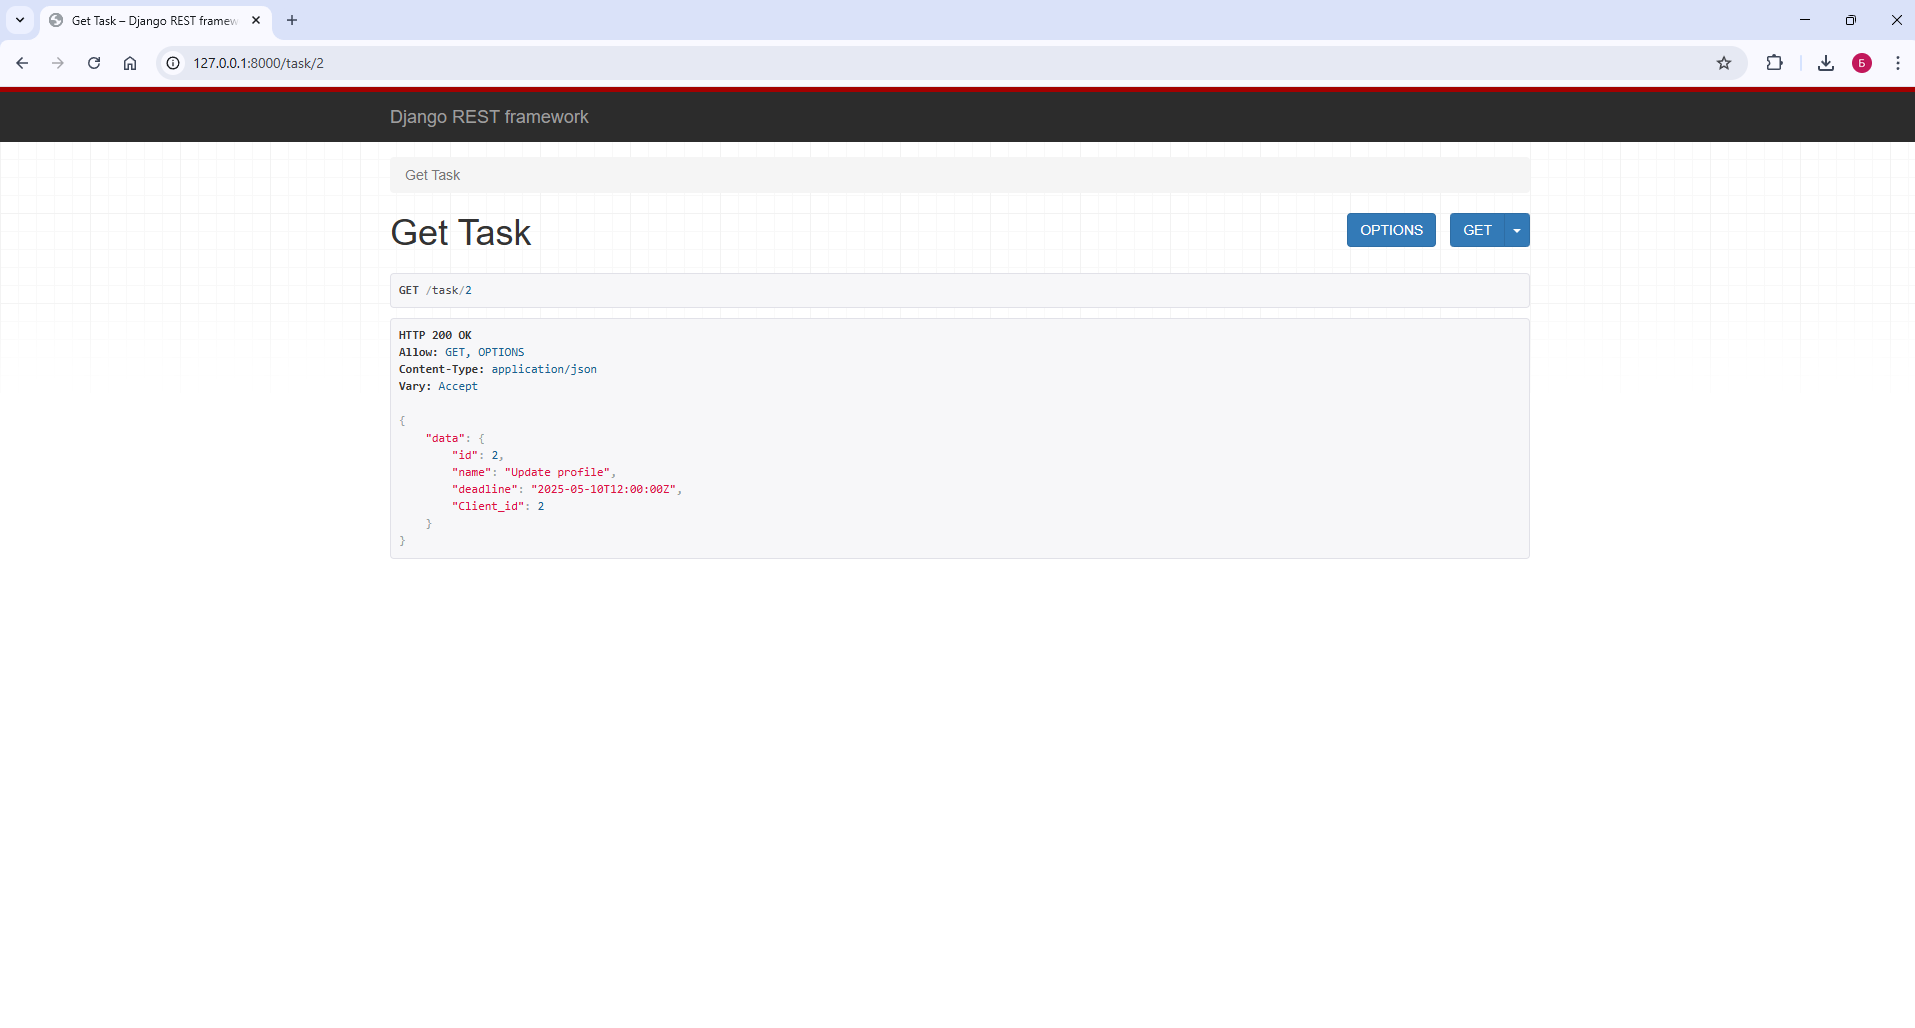 Get Task – Django REST framew
127.0.0.1:8000/task/2
Б
Django REST framework
Get Task
Get Task
OPTIONS
GET
GET /task/2
HTTP 200 OK
Allow: GET, OPTIONS
Content-Type: application/json
Vary: Accept
{
    "data": {
        "id": 2,
        "name": "Update profile",
        "deadline": "2025-05-10T12:00:00Z",
        "Client_id": 2
    }
}